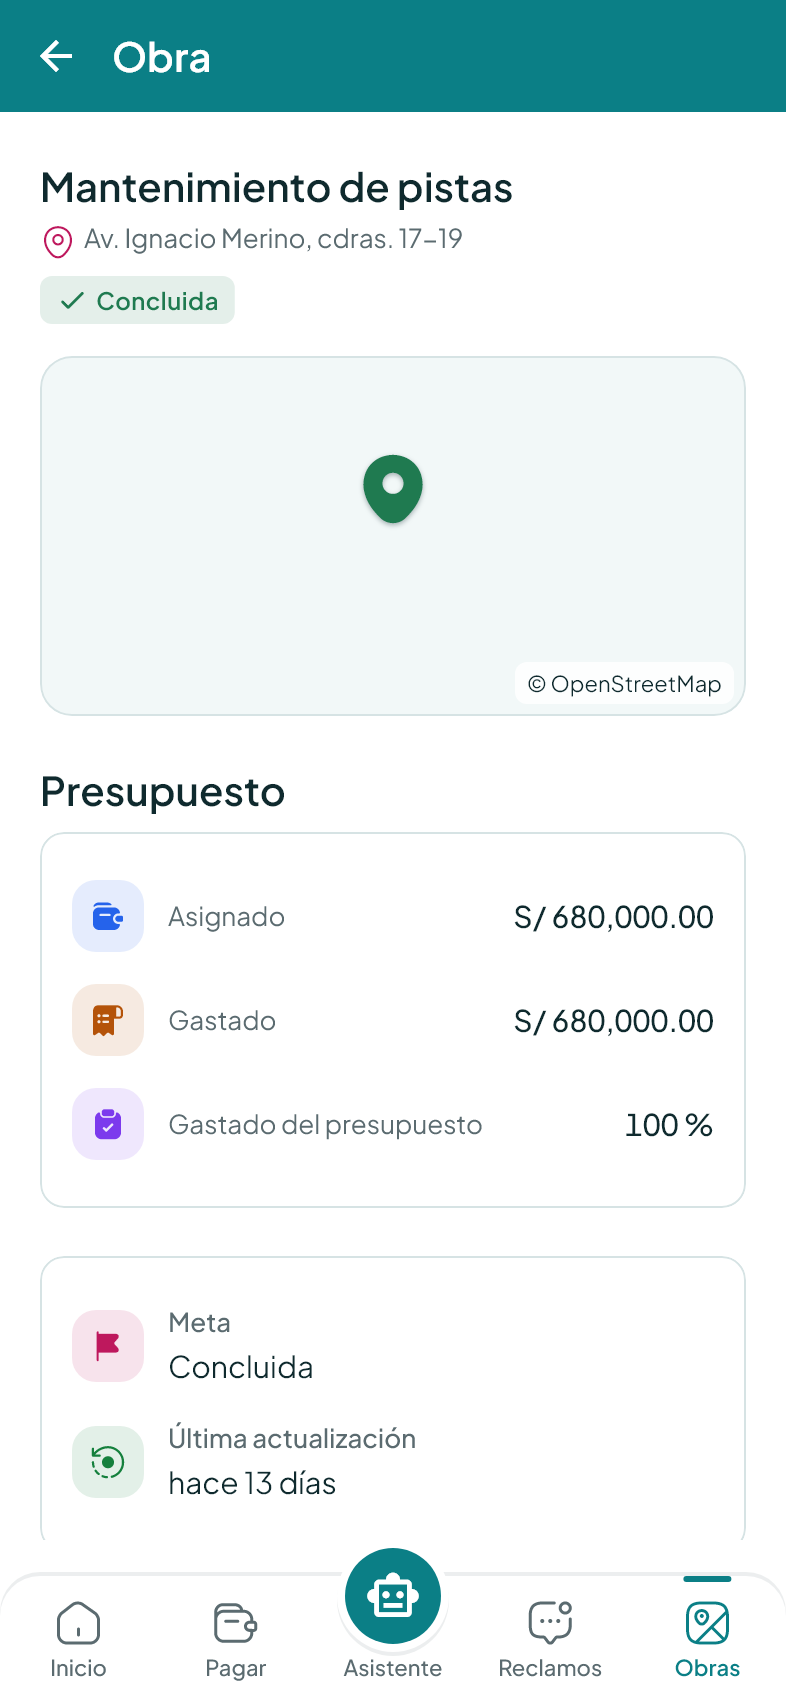 Obra
Mantenimiento de pistas
Av. Ignacio Merino, cdras. 17–19
Concluida
© OpenStreetMap
Presupuesto
Asignado S/ 680,000.00
Gastado S/ 680,000.00
Gastado del presupuesto 100 %
Meta
Concluida
Última actualización
hace 13 días
Inicio Pagar Asistente Reclamos Obras